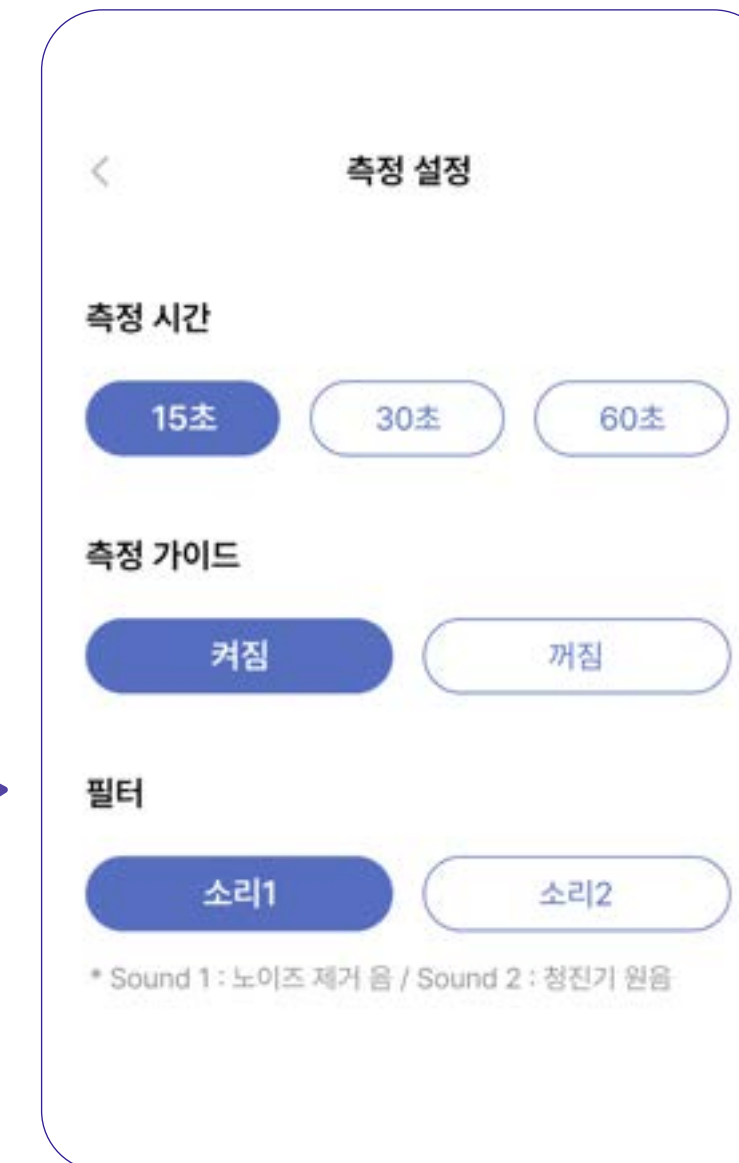 측정 설정
측정 시간
15초 30초 60초
측정 가이드
켜짐 꺼짐
필터
소리1 소리2
* Sound 1 : 노이즈 제거 음 / Sound 2 : 청진기 원음